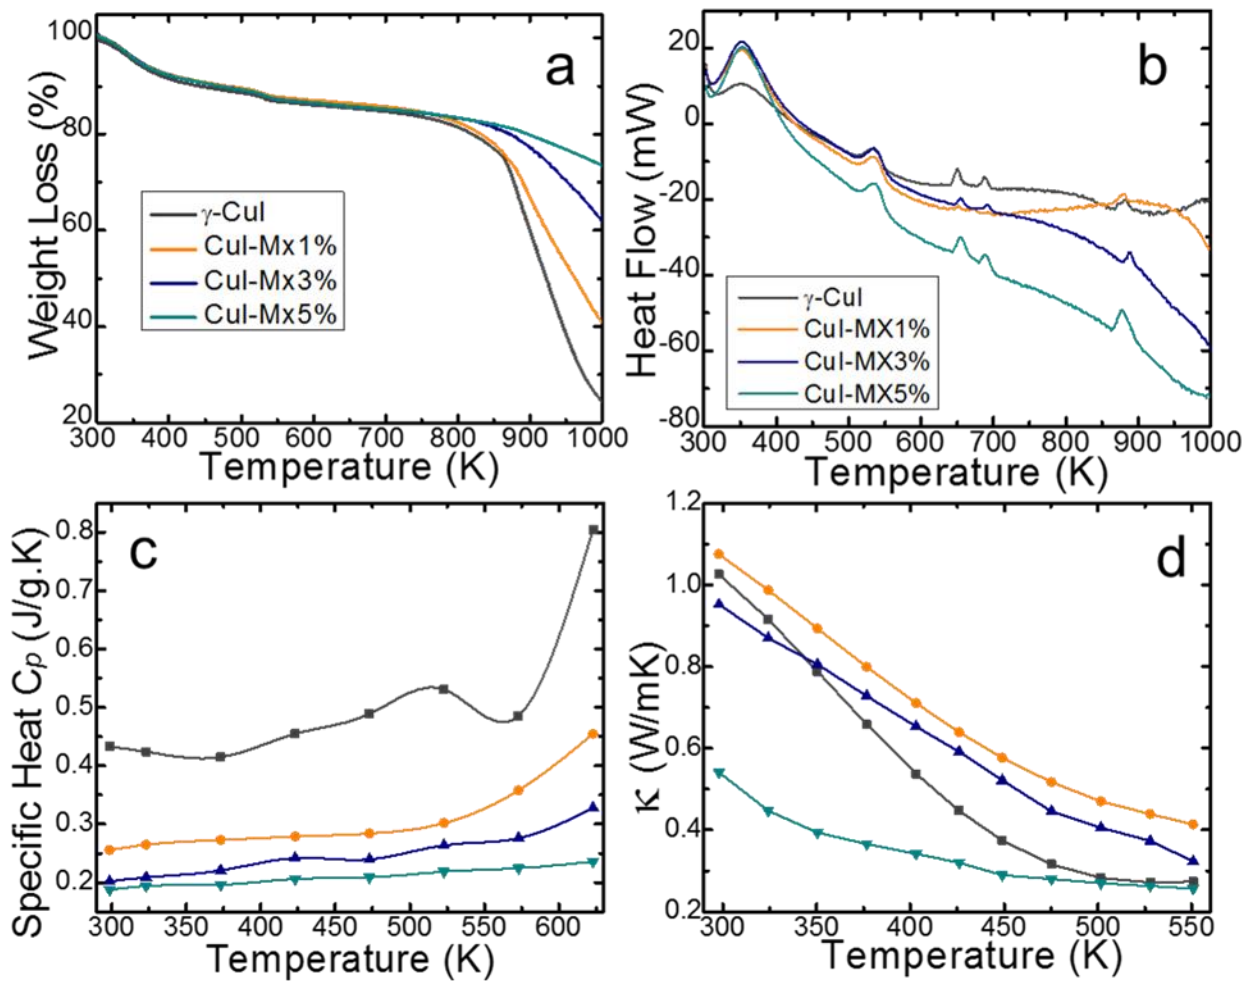 a
Weight Loss (%)
100
80
60
40
20
γ-CuI
CuI-Mx1%
CuI-Mx3%
CuI-Mx5%
300 400 500 600 700 800 900 1000
Temperature (K)
b
Heat Flow (mW)
20
0
-20
-40
-60
-80
γ-CuI
CuI-MX1%
CuI-MX3%
CuI-MX5%
300 400 500 600 700 800 900 1000
Temperature (K)
c
Specific Heat Cp (J/g.K)
0.8
0.7
0.6
0.5
0.4
0.3
0.2
300 350 400 450 500 550 600
Temperature (K)
d
κ (W/mK)
1.2
1.0
0.8
0.6
0.4
0.2
300 350 400 450 500 550
Temperature (K)